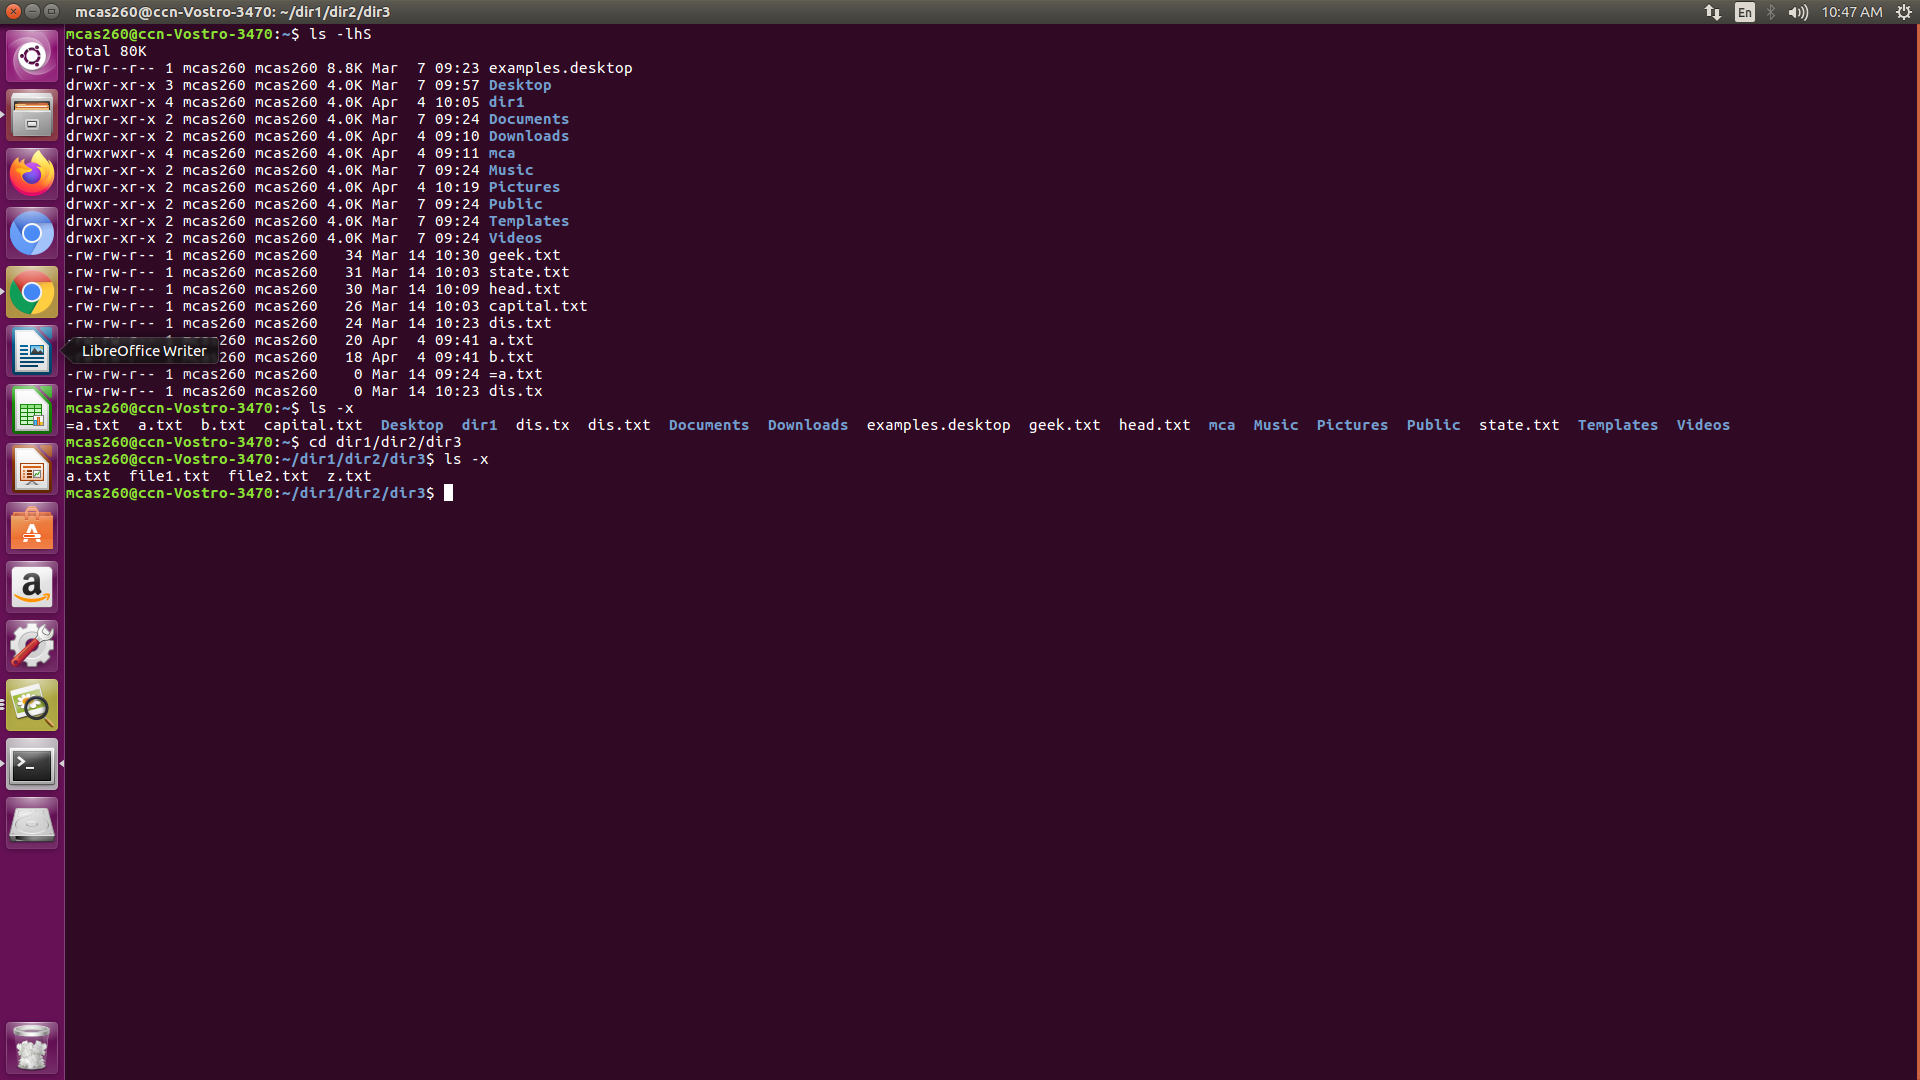 mcas260@ccn-Vostro-3470: ~/dir1/dir2/dir3 En 10:47 AM
mcas260@ccn-Vostro-3470:~$ ls -lhS
total 80K
-rw-r--r-- 1 mcas260 mcas260 8.8K Mar  7 09:23 examples.desktop
drwxr-xr-x 3 mcas260 mcas260 4.0K Mar  7 09:57 Desktop
drwxrwxr-x 4 mcas260 mcas260 4.0K Apr  4 10:05 dir1
drwxr-xr-x 2 mcas260 mcas260 4.0K Mar  7 09:24 Documents
drwxr-xr-x 2 mcas260 mcas260 4.0K Apr  4 09:10 Downloads
drwxrwxr-x 4 mcas260 mcas260 4.0K Apr  4 09:11 mca
drwxr-xr-x 2 mcas260 mcas260 4.0K Mar  7 09:24 Music
drwxr-xr-x 2 mcas260 mcas260 4.0K Apr  4 10:19 Pictures
drwxr-xr-x 2 mcas260 mcas260 4.0K Mar  7 09:24 Public
drwxr-xr-x 2 mcas260 mcas260 4.0K Mar  7 09:24 Templates
drwxr-xr-x 2 mcas260 mcas260 4.0K Mar  7 09:24 Videos
-rw-rw-r-- 1 mcas260 mcas260   34 Mar 14 10:30 geek.txt
-rw-rw-r-- 1 mcas260 mcas260   31 Mar 14 10:03 state.txt
-rw-rw-r-- 1 mcas260 mcas260   30 Mar 14 10:09 head.txt
-rw-rw-r-- 1 mcas260 mcas260   26 Mar 14 10:03 capital.txt
-rw-rw-r-- 1 mcas260 mcas260   24 Mar 14 10:23 dis.txt
260 mcas260   20 Apr  4 09:41 a.txt
LibreOffice Writer
260 mcas260   18 Apr  4 09:41 b.txt
-rw-rw-r-- 1 mcas260 mcas260    0 Mar 14 09:24 =a.txt
-rw-rw-r-- 1 mcas260 mcas260    0 Mar 14 10:23 dis.tx
mcas260@ccn-Vostro-3470:~$ ls -x
=a.txt  a.txt  b.txt  capital.txt  Desktop  dir1  dis.tx  dis.txt  Documents  Downloads  examples.desktop  geek.txt  head.txt  mca  Music  Pictures  Public  state.txt  Templates  Videos
mcas260@ccn-Vostro-3470:~$ cd dir1/dir2/dir3
mcas260@ccn-Vostro-3470:~/dir1/dir2/dir3$ ls -x
a.txt  file1.txt  file2.txt  z.txt
mcas260@ccn-Vostro-3470:~/dir1/dir2/dir3$